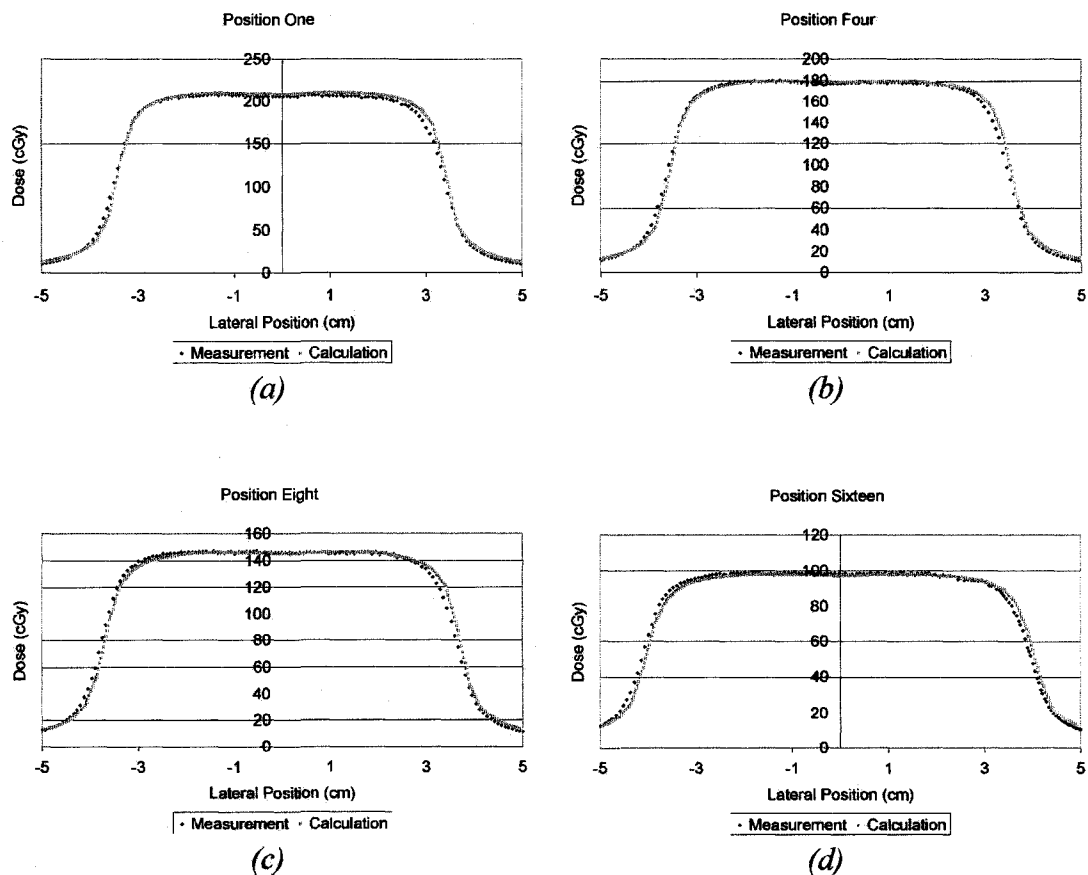 Position One
250
200
150
100
50
0
Dose (cGy)
-5 -3 -1 1 3 5
Lateral Position (cm)
Measurement Calculation
(a)
Position Four
200
180
160
140
120
100
80
60
40
20
0
Dose (cGy)
-5 -3 -1 1 3 5
Lateral Position (cm)
Measurement Calculation
(b)
Position Eight
160
140
120
100
80
60
40
20
0
Dose (cGy)
-5 -3 -1 1 3 5
Lateral Position (cm)
Measurement Calculation
(c)
Position Sixteen
120
100
80
60
40
20
0
Dose (cGy)
-5 -3 -1 1 3 5
Lateral Position (cm)
Measurement Calculation
(d)